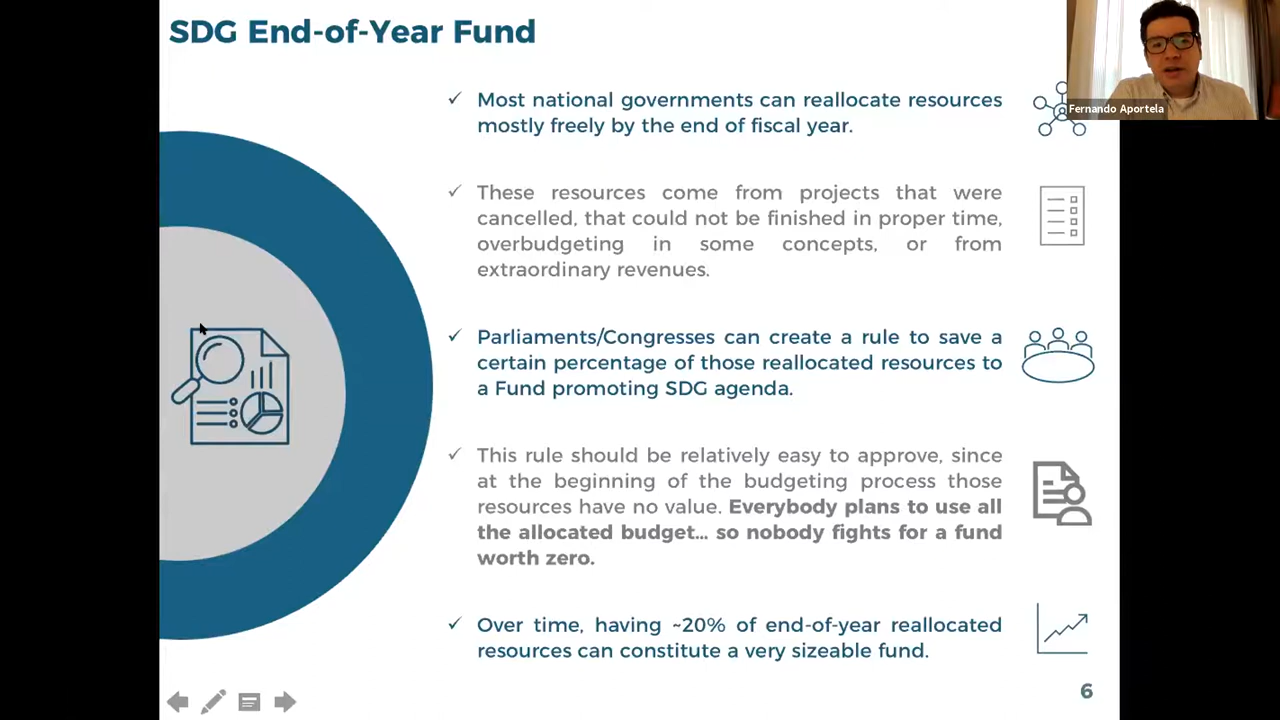 SDG End-of-Year Fund
Fernando Aportela
✓ Most national governments can reallocate resources
mostly freely by the end of fiscal year.
✓ These resources come from projects that were
cancelled, that could not be finished in proper time,
overbudgeting in some concepts, or from
extraordinary revenues.
✓ Parliaments/Congresses can create a rule to save a
certain percentage of those reallocated resources to
a Fund promoting SDG agenda.
✓ This rule should be relatively easy to approve, since
at the beginning of the budgeting process those
resources have no value. Everybody plans to use all
the allocated budget... so nobody fights for a fund
worth zero.
✓ Over time, having ~20% of end-of-year reallocated
resources can constitute a very sizeable fund.
6